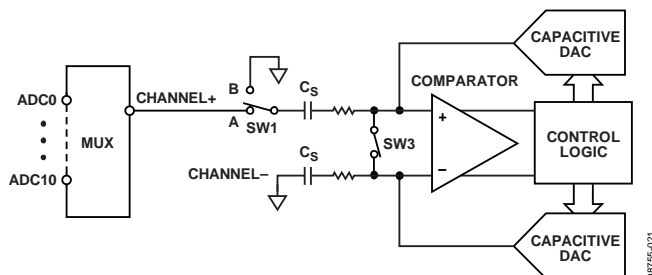 CAPACITIVE
DAC
COMPARATOR
B
CHANNEL+
A
SW1
CS
ADC0
MUX
ADC10
+
SW3
CONTROL
LOGIC
CS
CHANNEL–
–
CAPACITIVE
DAC